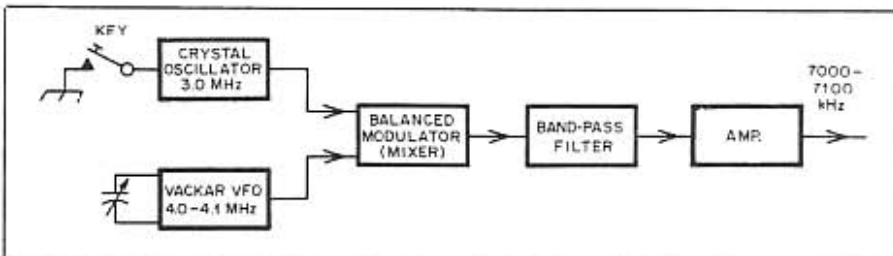 KEY
CRYSTAL
OSCILLATOR
3.0 MHz
BALANCED
MODULATOR
(MIXER)
BAND-PASS
FILTER
AMP.
7000-
7100
kHz
VACKAR VFO
4.0-4.1 MHz